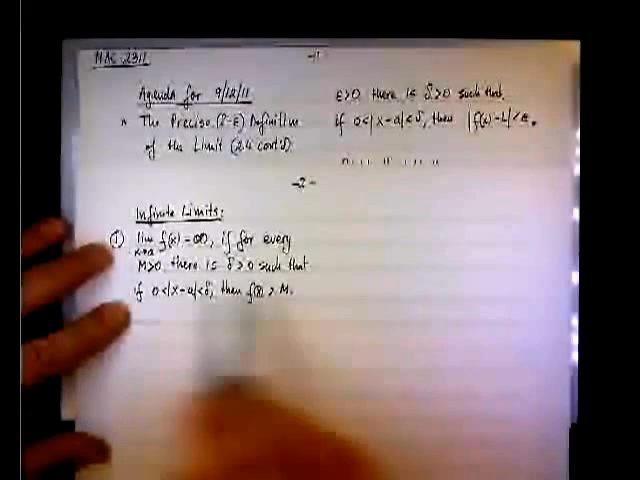 MAC 2311
-1-
Agenda for 9/12/11
* The Precise (δ-ε) Definition
of the Limit (2.4 cont'd)
ε>0 there is δ>0 such that
if 0<|x-a|<δ, then |f(x)-L|<ε.
-2-
Infinite Limits:
① lim f(x)=∞, if for every
x→a
M>0 there is δ>0 such that
if 0<|x-a|<δ, then f(x) > M.